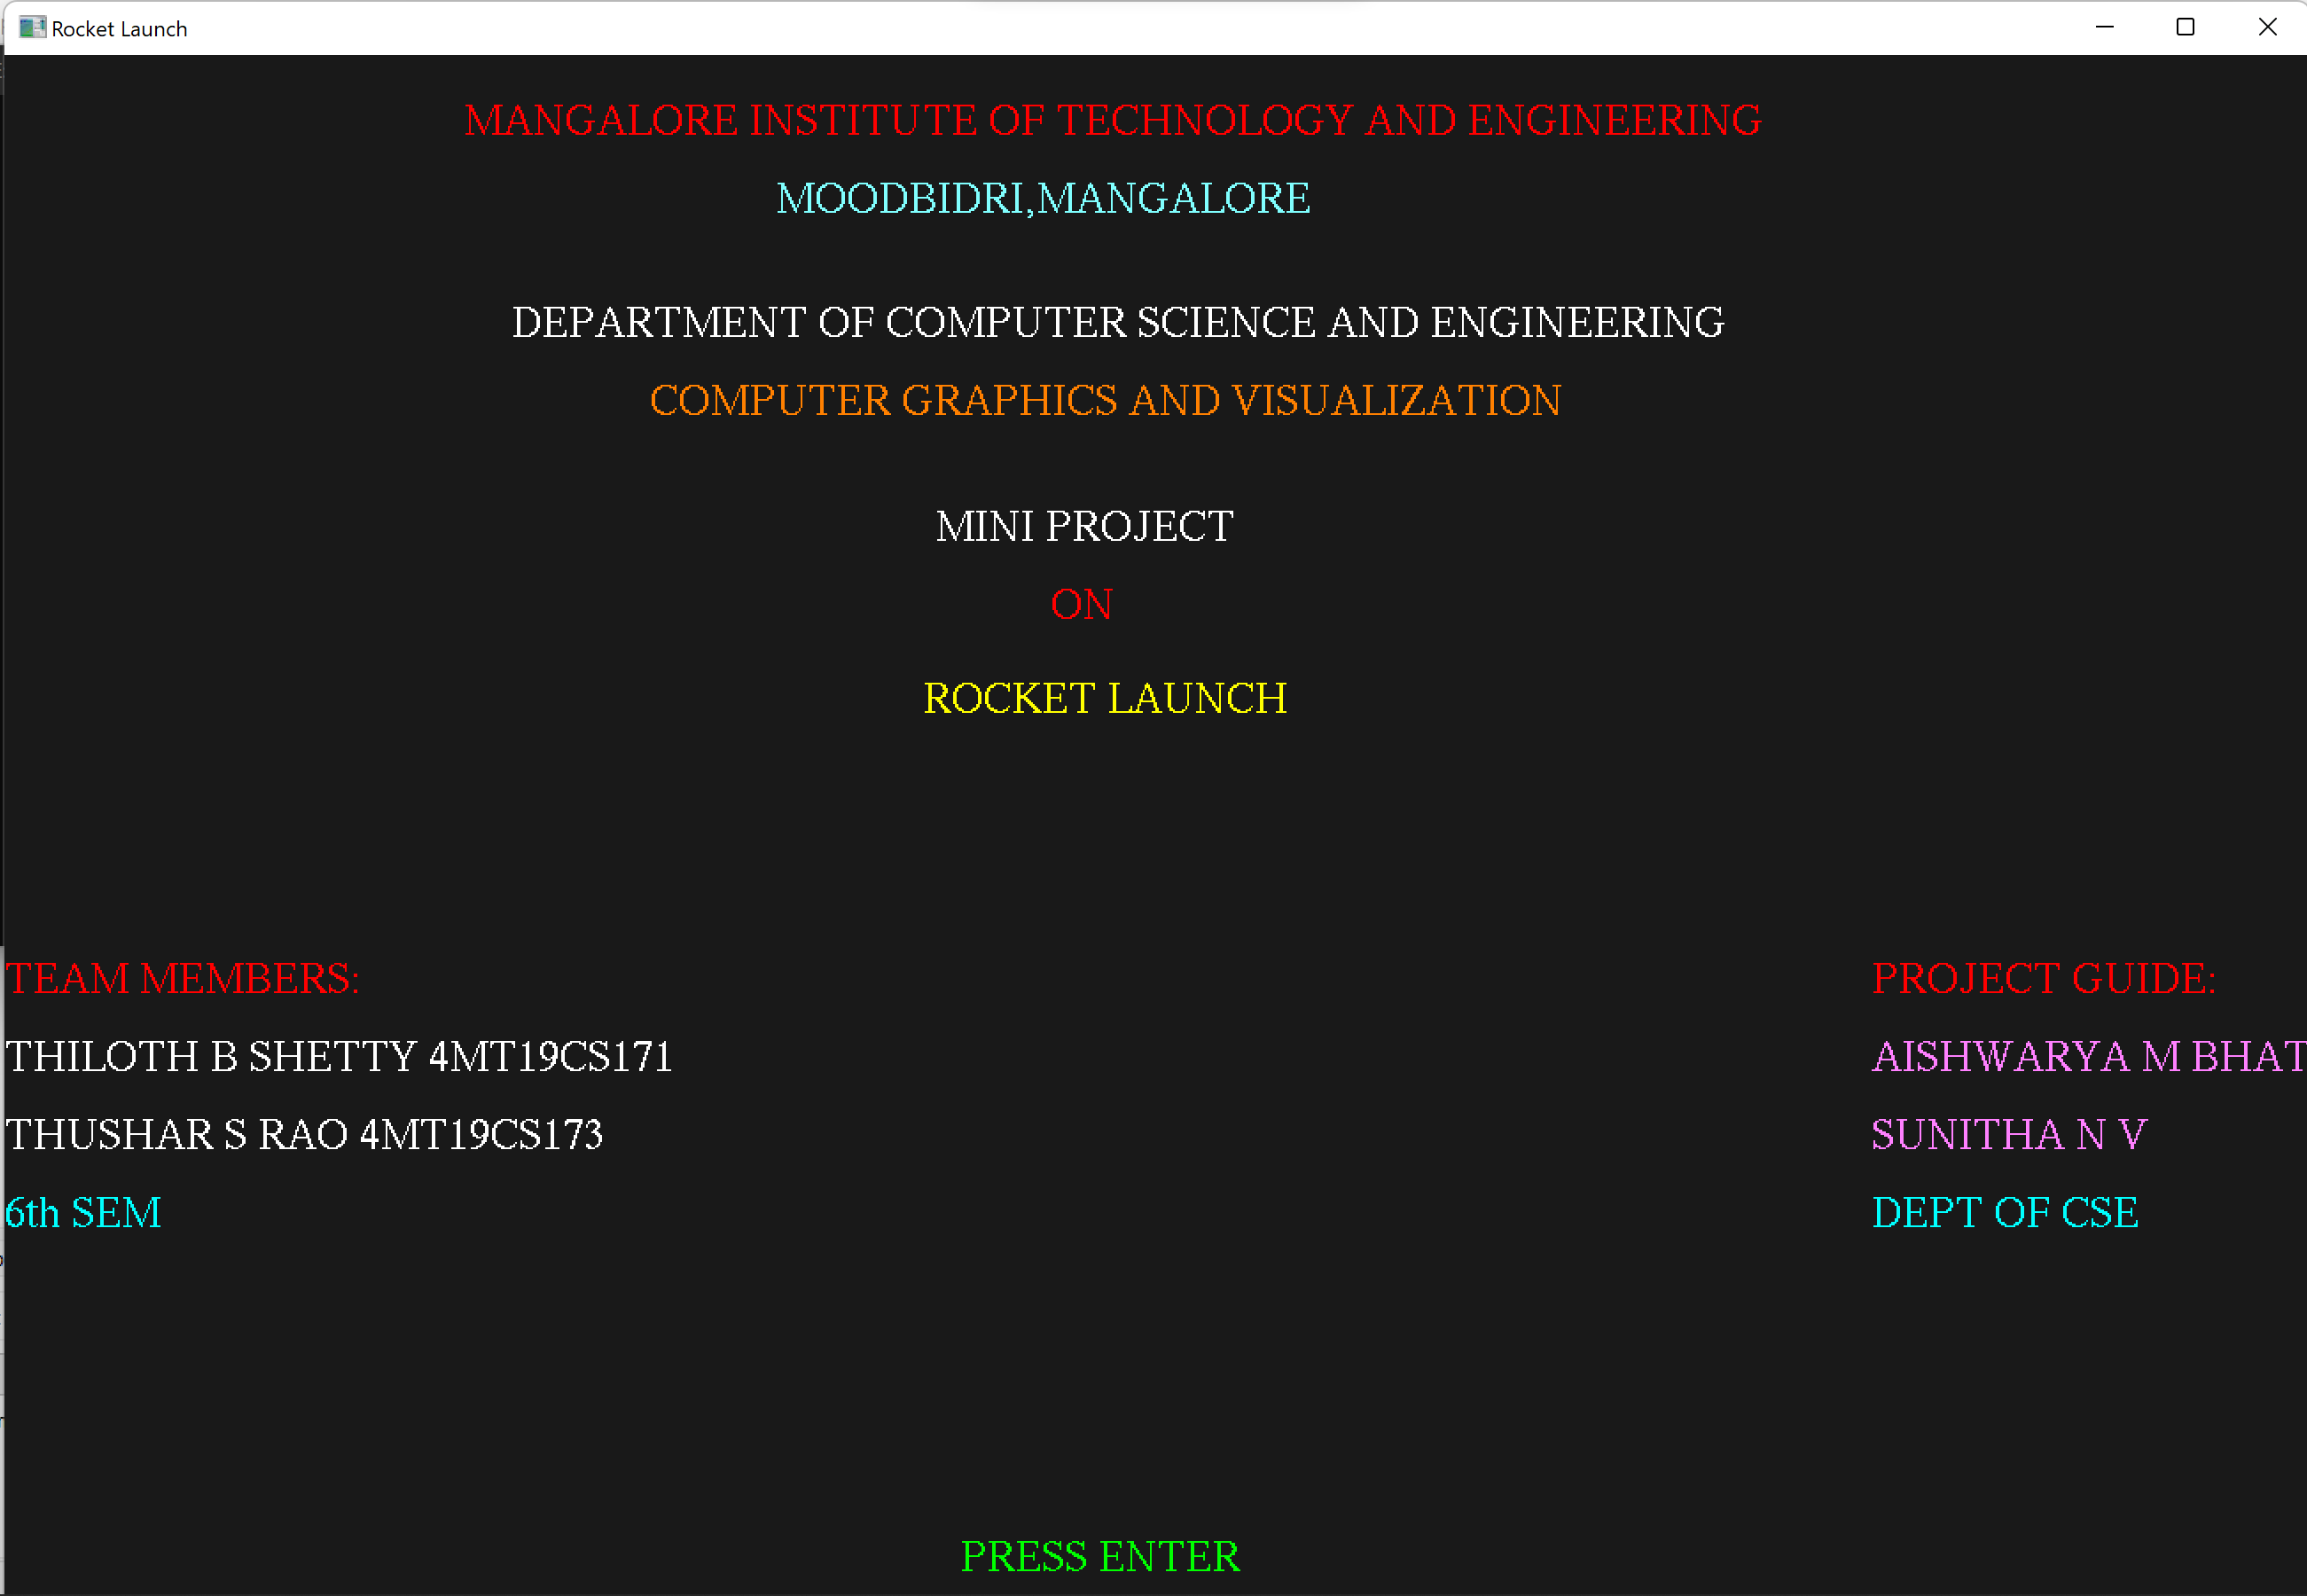 Rocket Launch
MANGALORE INSTITUTE OF TECHNOLOGY AND ENGINEERING
MOODBIDRI,MANGALORE
DEPARTMENT OF COMPUTER SCIENCE AND ENGINEERING
COMPUTER GRAPHICS AND VISUALIZATION
MINI PROJECT
ON
ROCKET LAUNCH
TEAM MEMBERS:
THILOTH B SHETTY 4MT19CS171
THUSHAR S RAO 4MT19CS173
6th SEM
PROJECT GUIDE:
AISHWARYA M BHAT
SUNITHA N V
DEPT OF CSE
PRESS ENTER